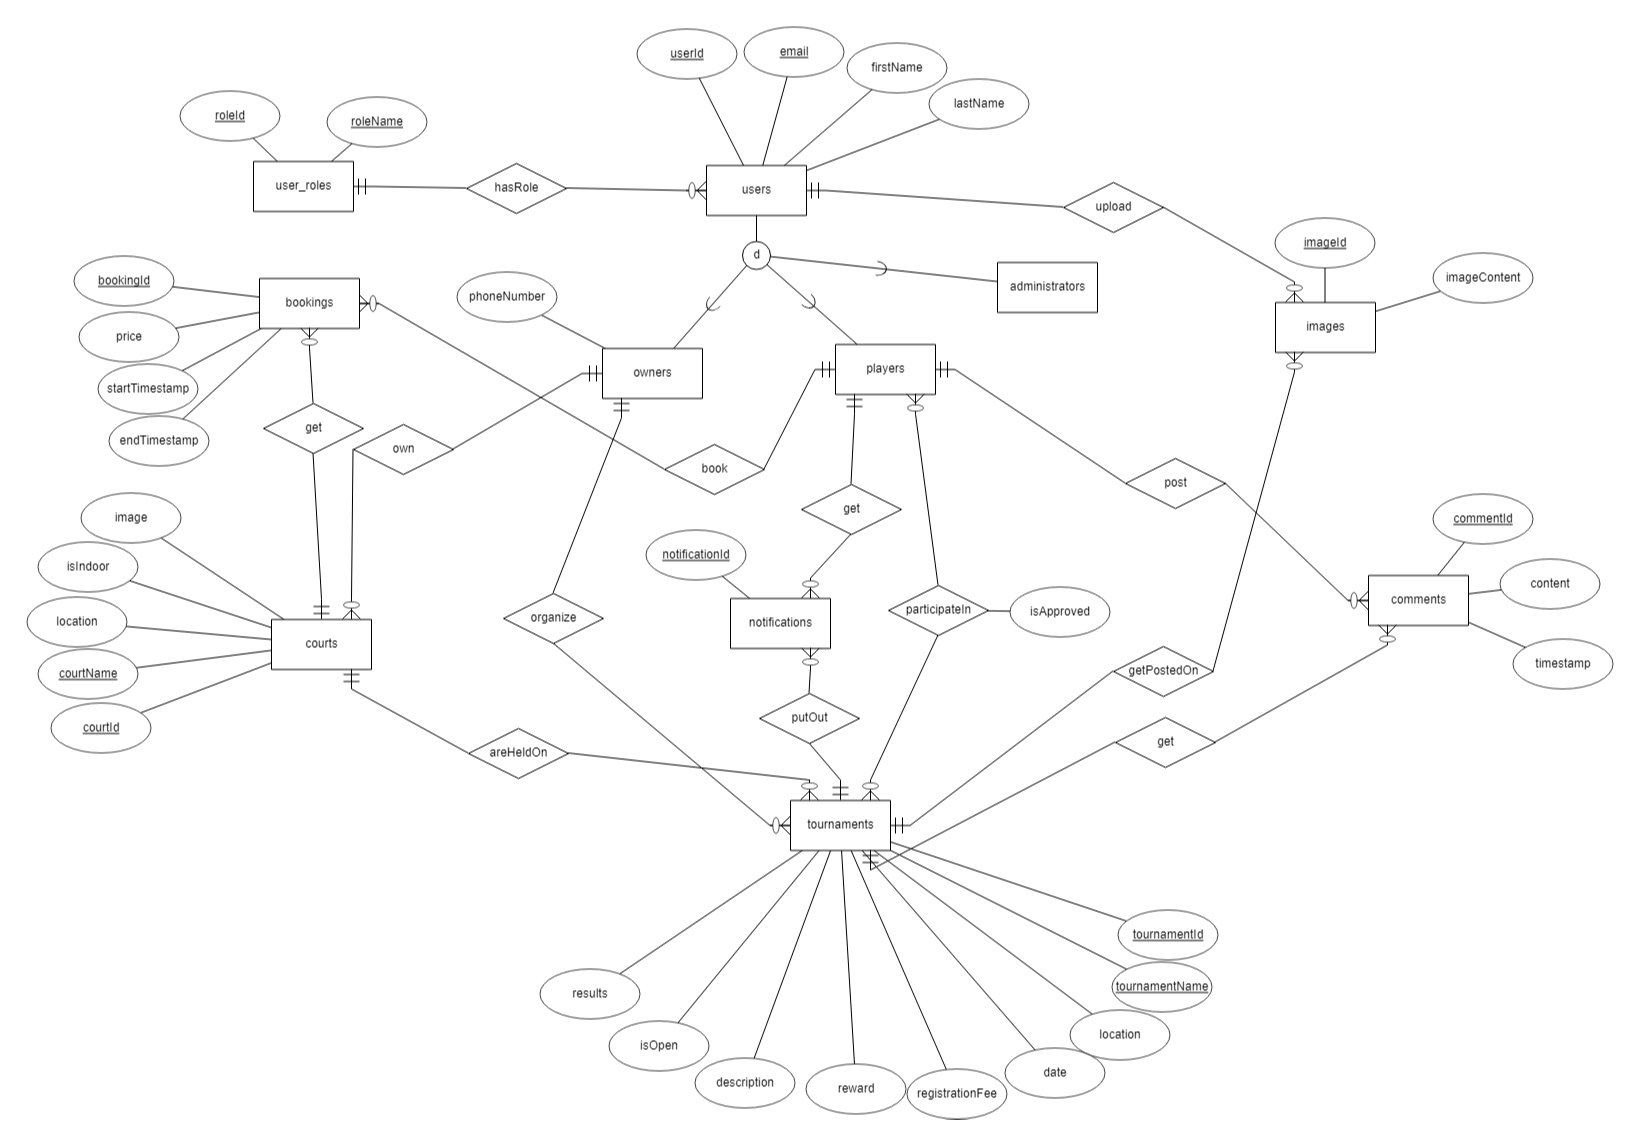 userId
email
firstName
lastName
roleId
roleName
user_roles
hasRole
users
upload
d
imageId
imageContent
administrators
bookingId
bookings
phoneNumber
images
price
owners
players
startTimestamp
endTimestamp
get
own
book
post
get
image
commentId
isIndoor
notificationId
content
location
courts
organize
notifications
participateIn
isApproved
comments
courtName
getPostedOn
timestamp
courtId
putOut
areHeldOn
get
tournaments
tournamentId
results
tournamentName
isOpen
location
description
reward
registrationFee
date